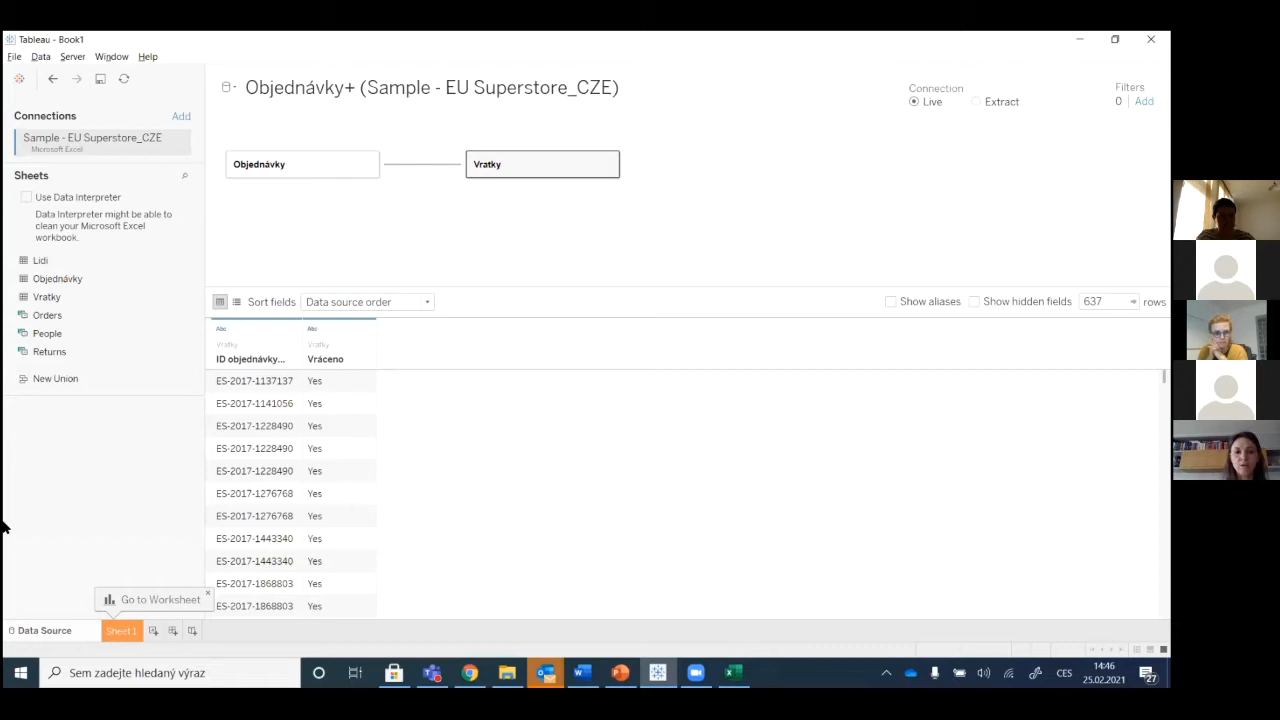 Tableau - Book1
File Data Server Window Help
Connections Add
Sample - EU Superstore_CZE
Microsoft Excel
Sheets
Use Data Interpreter
Data Interpreter might be able to
clean your Microsoft Excel
workbook.
Lidi
Objednávky
Vratky
Orders
People
Returns
New Union
Objednávky+ (Sample - EU Superstore_CZE)
Connection
Live Extract
Filters
0 Add
Objednávky Vratky
Sort fields Data source order Show aliases Show hidden fields 637 rows
Abc Abc
Vratky Vratky
ID objednávky... Vráceno
ES-2017-1137137 Yes
ES-2017-1141056 Yes
ES-2017-1228490 Yes
ES-2017-1228490 Yes
ES-2017-1228490 Yes
ES-2017-1276768 Yes
ES-2017-1276768 Yes
ES-2017-1443340 Yes
ES-2017-1443340 Yes
ES-2017-1868803 Yes
ES-2017-1868803 Yes
Go to Worksheet
Data Source Sheet 1
Sem zadejte hledaný výraz
CES
14:46
25.02.2021
27